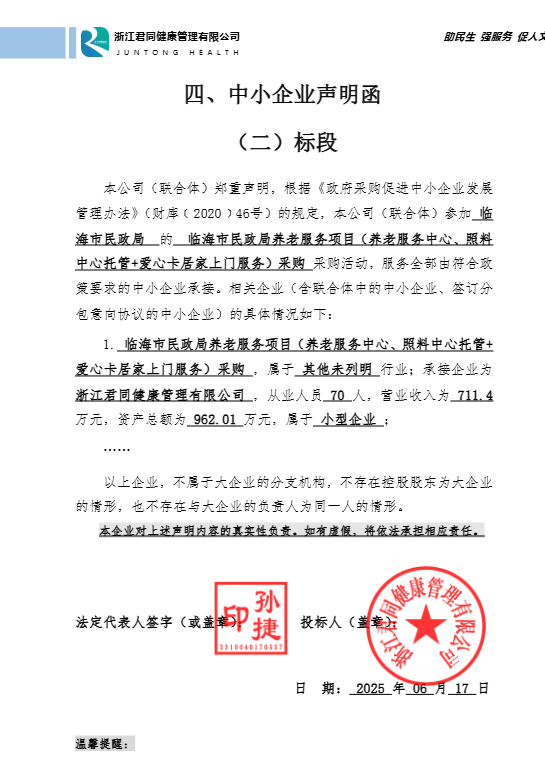 浙江君同健康管理有限公司
JUNTONG HEALTH
助民生 强服务 促人文
四、中小企业声明函
（二）标段
本公司（联合体）郑重声明，根据《政府采购促进中小企业发展
管理办法》（财库﹝2020﹞46号）的规定，本公司（联合体）参加 临
海市民政局 的 临海市民政局养老服务项目（养老服务中心、照料
中心托管+爱心卡居家上门服务）采购 采购活动，服务全部由符合政
策要求的中小企业承接。相关企业（含联合体中的中小企业、签订分
包意向协议的中小企业）的具体情况如下：
1. 临海市民政局养老服务项目（养老服务中心、照料中心托管+
爱心卡居家上门服务）采购 ，属于 其他未列明 行业；承接企业为
浙江君同健康管理有限公司 ，从业人员 70 人，营业收入为 711.4
万元，资产总额为 962.01 万元，属于 小型企业 ；
······
以上企业，不属于大企业的分支机构，不存在控股股东为大企业
的情形，也不存在与大企业的负责人为同一人的情形。
本企业对上述声明内容的真实性负责。如有虚假，将依法承担相应责任。
法定代表人签字（或盖章）：
孙捷印
3310040170557
投标人（盖章）：
浙江君同健康管理有限公司
日 期： 2025 年 06 月 17 日
温馨提醒：